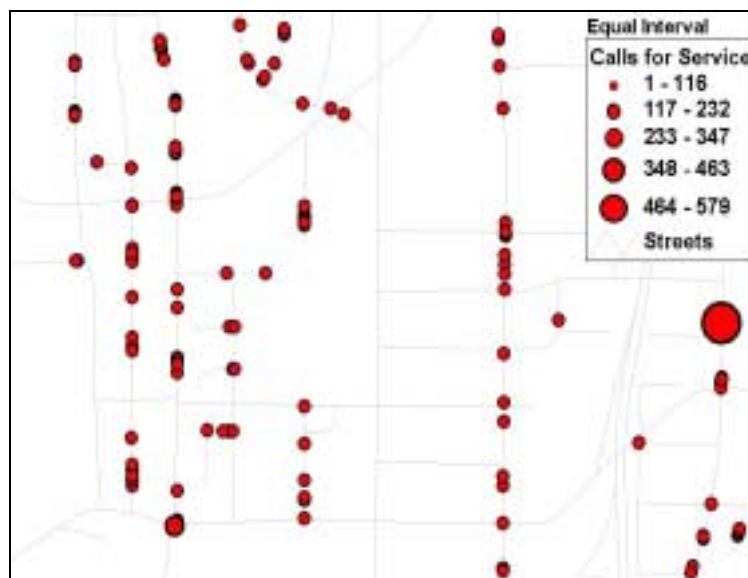 Equal Interval
Calls for Service
1 - 116
117 - 232
233 - 347
348 - 463
464 - 579
Streets